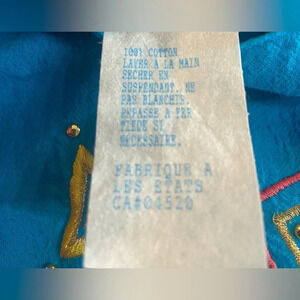 100% COTTON
LAVER A LA MAIN
SECHER EN
SUSPENDANT. NE
PAS BLANCHIR.
REPASSE A FER
TIEDE SI
NECESSAIRE.
FABRIQUE A
LES ETATS
CA#04520